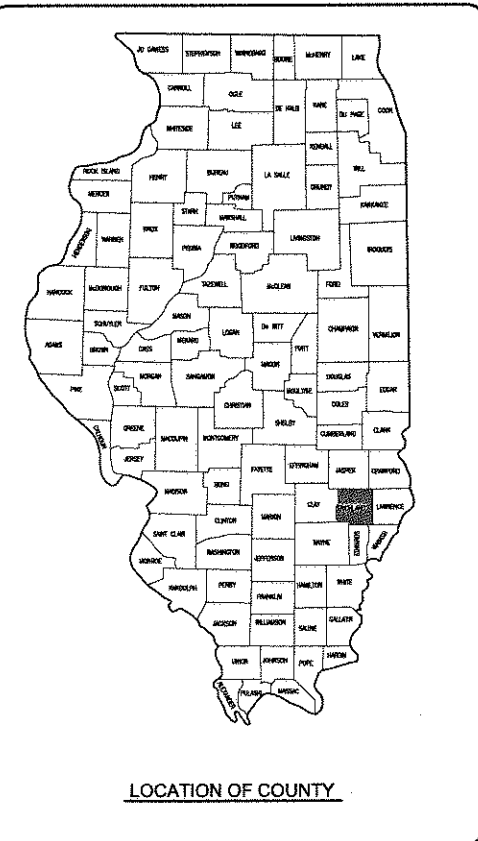 JO DAVIESS STEPHENSON WINNEBAGO BOONE McHENRY LAKE
CARROLL OGLE DE KALB KANE DU PAGE COOK
WHITESIDE LEE KENDALL WILL
ROCK ISLAND HENRY BUREAU LA SALLE GRUNDY
MERCER PUTNAM KANKAKEE
HENDERSON WARREN KNOX STARK MARSHALL LIVINGSTON IROQUOIS
PEORIA WOODFORD
HANCOCK McDONOUGH FULTON TAZEWELL McCLEAN FORD
SCHUYLER MASON LOGAN De WITT CHAMPAIGN VERMILION
ADAMS BROWN CASS MENARD PIATT
PIKE SCOTT MORGAN SANGAMON MACON MOULTRIE DOUGLAS EDGAR
CHRISTIAN COLES
CALHOUN GREENE MACOUPIN MONTGOMERY SHELBY CUMBERLAND CLARK
JERSEY FAYETTE EFFINGHAM JASPER CRAWFORD
MADISON BOND CLAY LAWRENCE
CLINTON MARION
SAINT CLAIR WAYNE EDWARDS WABASH
MONROE WASHINGTON JEFFERSON
RANDOLPH PERRY HAMILTON WHITE
FRANKLIN
JACKSON WILLIAMSON SALINE GALLATIN
UNION JOHNSON POPE HARDIN
ALEXANDER PULASKI MASSAC
LOCATION OF COUNTY